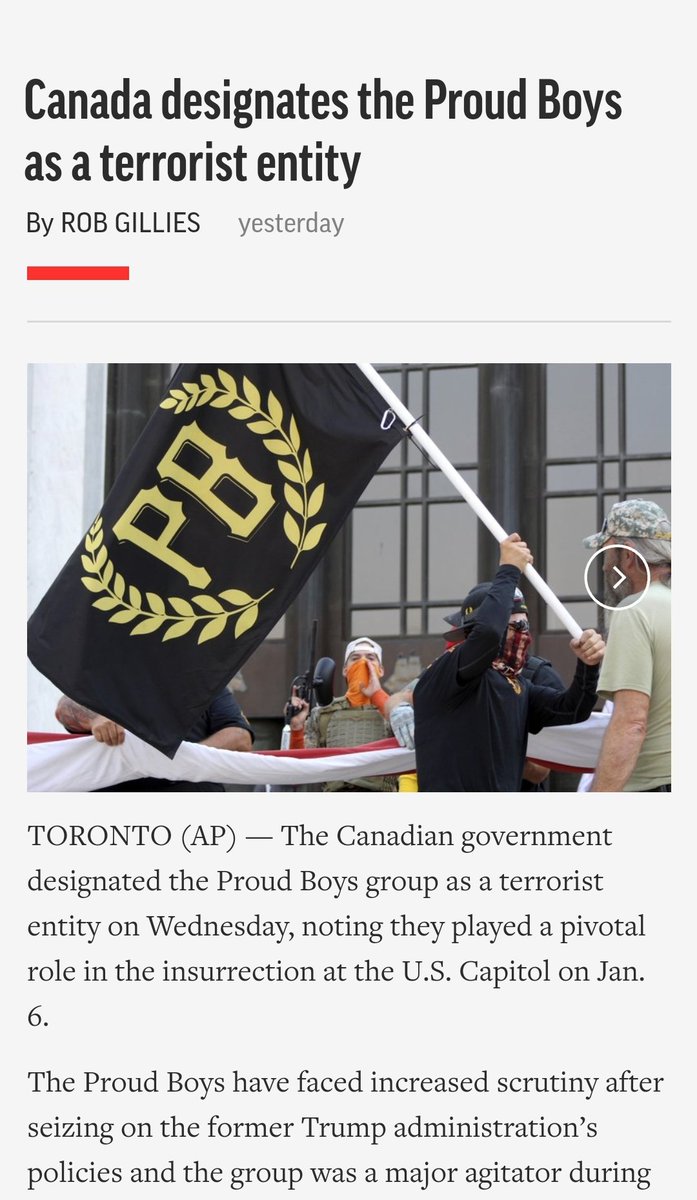 Canada designates the Proud Boys
as a terrorist entity
By ROB GILLIES yesterday
PB
TORONTO (AP) — The Canadian government
designated the Proud Boys group as a terrorist
entity on Wednesday, noting they played a pivotal
role in the insurrection at the U.S. Capitol on Jan.
6.
The Proud Boys have faced increased scrutiny after
seizing on the former Trump administration’s
policies and the group was a major agitator during